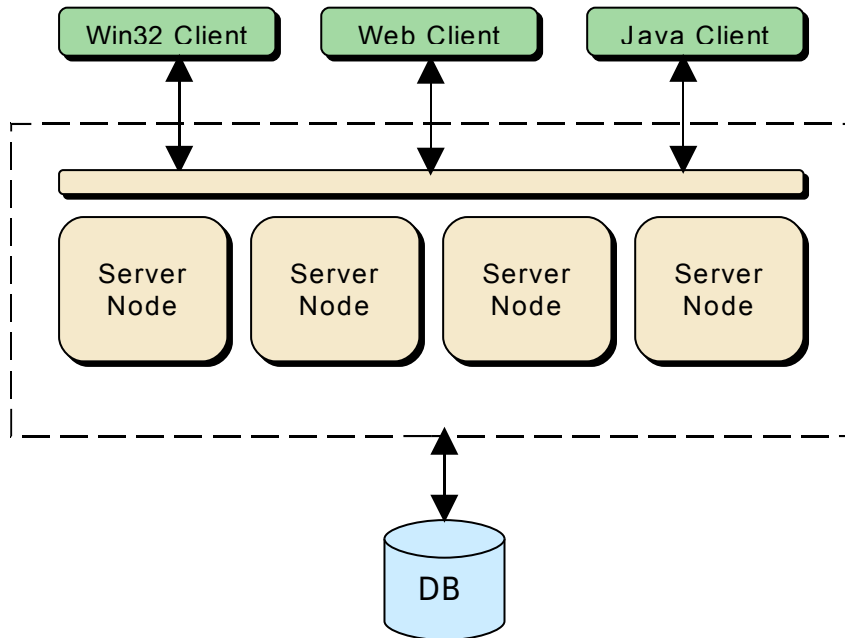 Win32 Client
Web Client
Java Client
Server
Node
Server
Node
Server
Node
Server
Node
DB